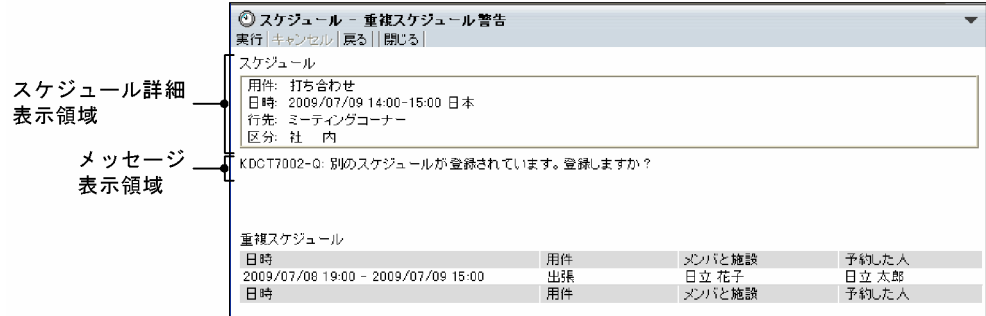 スケジュール - 重複スケジュール警告
実行 キャンセル 戻る 閉じる
スケジュール
スケジュール詳細
表示領域
用件: 打ち合わせ
日時: 2009/07/09 14:00-15:00 日本
行先: ミーティングコーナー
区分: 社 内
メッセージ
表示領域
KDCT7002-Q: 別のスケジュールが登録されています。登録しますか?
重複スケジュール
日時 用件 メンバと施設 予約した人
2009/07/08 19:00 - 2009/07/09 15:00 出張 日立 花子 日立 太郎
日時 用件 メンバと施設 予約した人